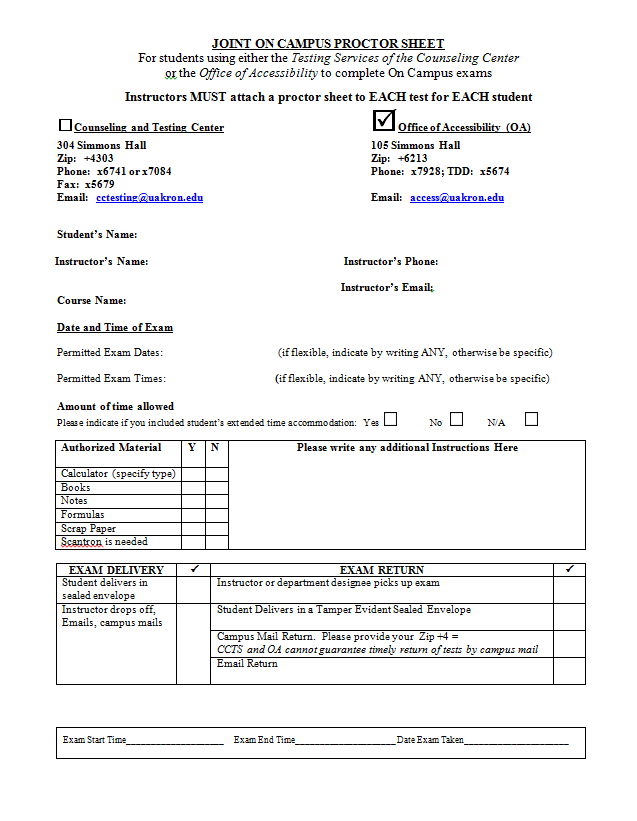 JOINT ON CAMPUS PROCTOR SHEET
For students using either the Testing Services of the Counseling Center
or the Office of Accessibility to complete On Campus exams
Instructors MUST attach a proctor sheet to EACH test for EACH student
Counseling and Testing Center
304 Simmons Hall
Zip: +4303
Phone: x6741 or x7084
Fax: x5679
Email: cctesting@uakron.edu
Office of Accessibility (OA)
105 Simmons Hall
Zip: +6213
Phone: x7928; TDD: x5674
Email: access@uakron.edu
Student's Name:
Instructor's Name: Instructor's Phone:
Instructor's Email:
Course Name:
Date and Time of Exam
Permitted Exam Dates: (if flexible, indicate by writing ANY, otherwise be specific)
Permitted Exam Times: (if flexible, indicate by writing ANY, otherwise be specific)
Amount of time allowed
Please indicate if you included student's extended time accommodation: Yes No N/A
Authorized Material Y N Please write any additional Instructions Here
Calculator (specify type)
Books
Notes
Formulas
Scrap Paper
Scantron is needed
EXAM DELIVERY ✓ EXAM RETURN ✓
Student delivers in
sealed envelope
Instructor or department designee picks up exam
Instructor drops off,
Emails, campus mails
Student Delivers in a Tamper Evident Sealed Envelope
Campus Mail Return. Please provide your Zip +4 =
CCTS and OA cannot guarantee timely return of tests by campus mail
Email Return
Exam Start Time____________________ Exam End Time____________________ Date Exam Taken____________________